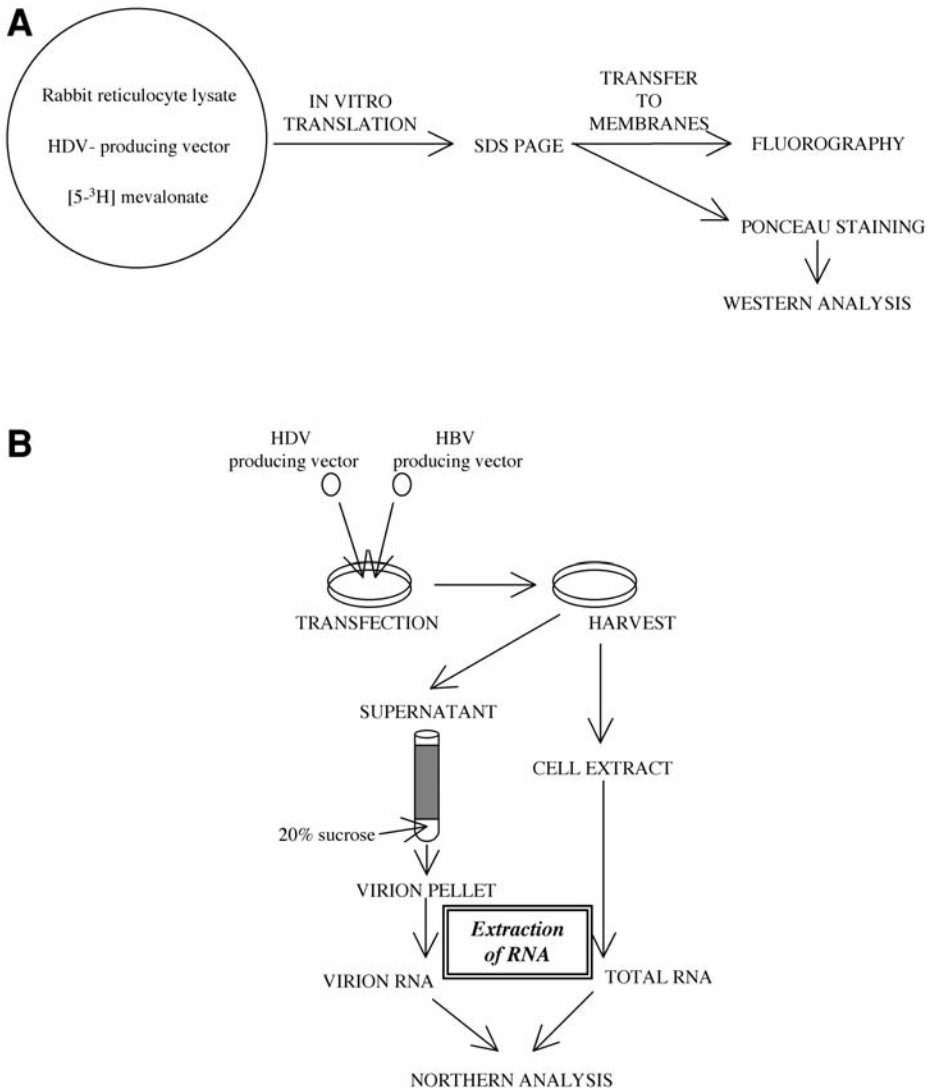 A
Rabbit reticulocyte lysate
HDV- producing vector
[5-³H] mevalonate
IN VITRO
TRANSLATION
SDS PAGE
TRANSFER
TO
MEMBRANES
FLUOROGRAPHY
PONCEAU STAINING
WESTERN ANALYSIS
B
HDV
producing vector
HBV
producing vector
TRANSFECTION
HARVEST
SUPERNATANT
CELL EXTRACT
20% sucrose
VIRION PELLET
Extraction
of RNA
VIRION RNA
TOTAL RNA
NORTHERN ANALYSIS